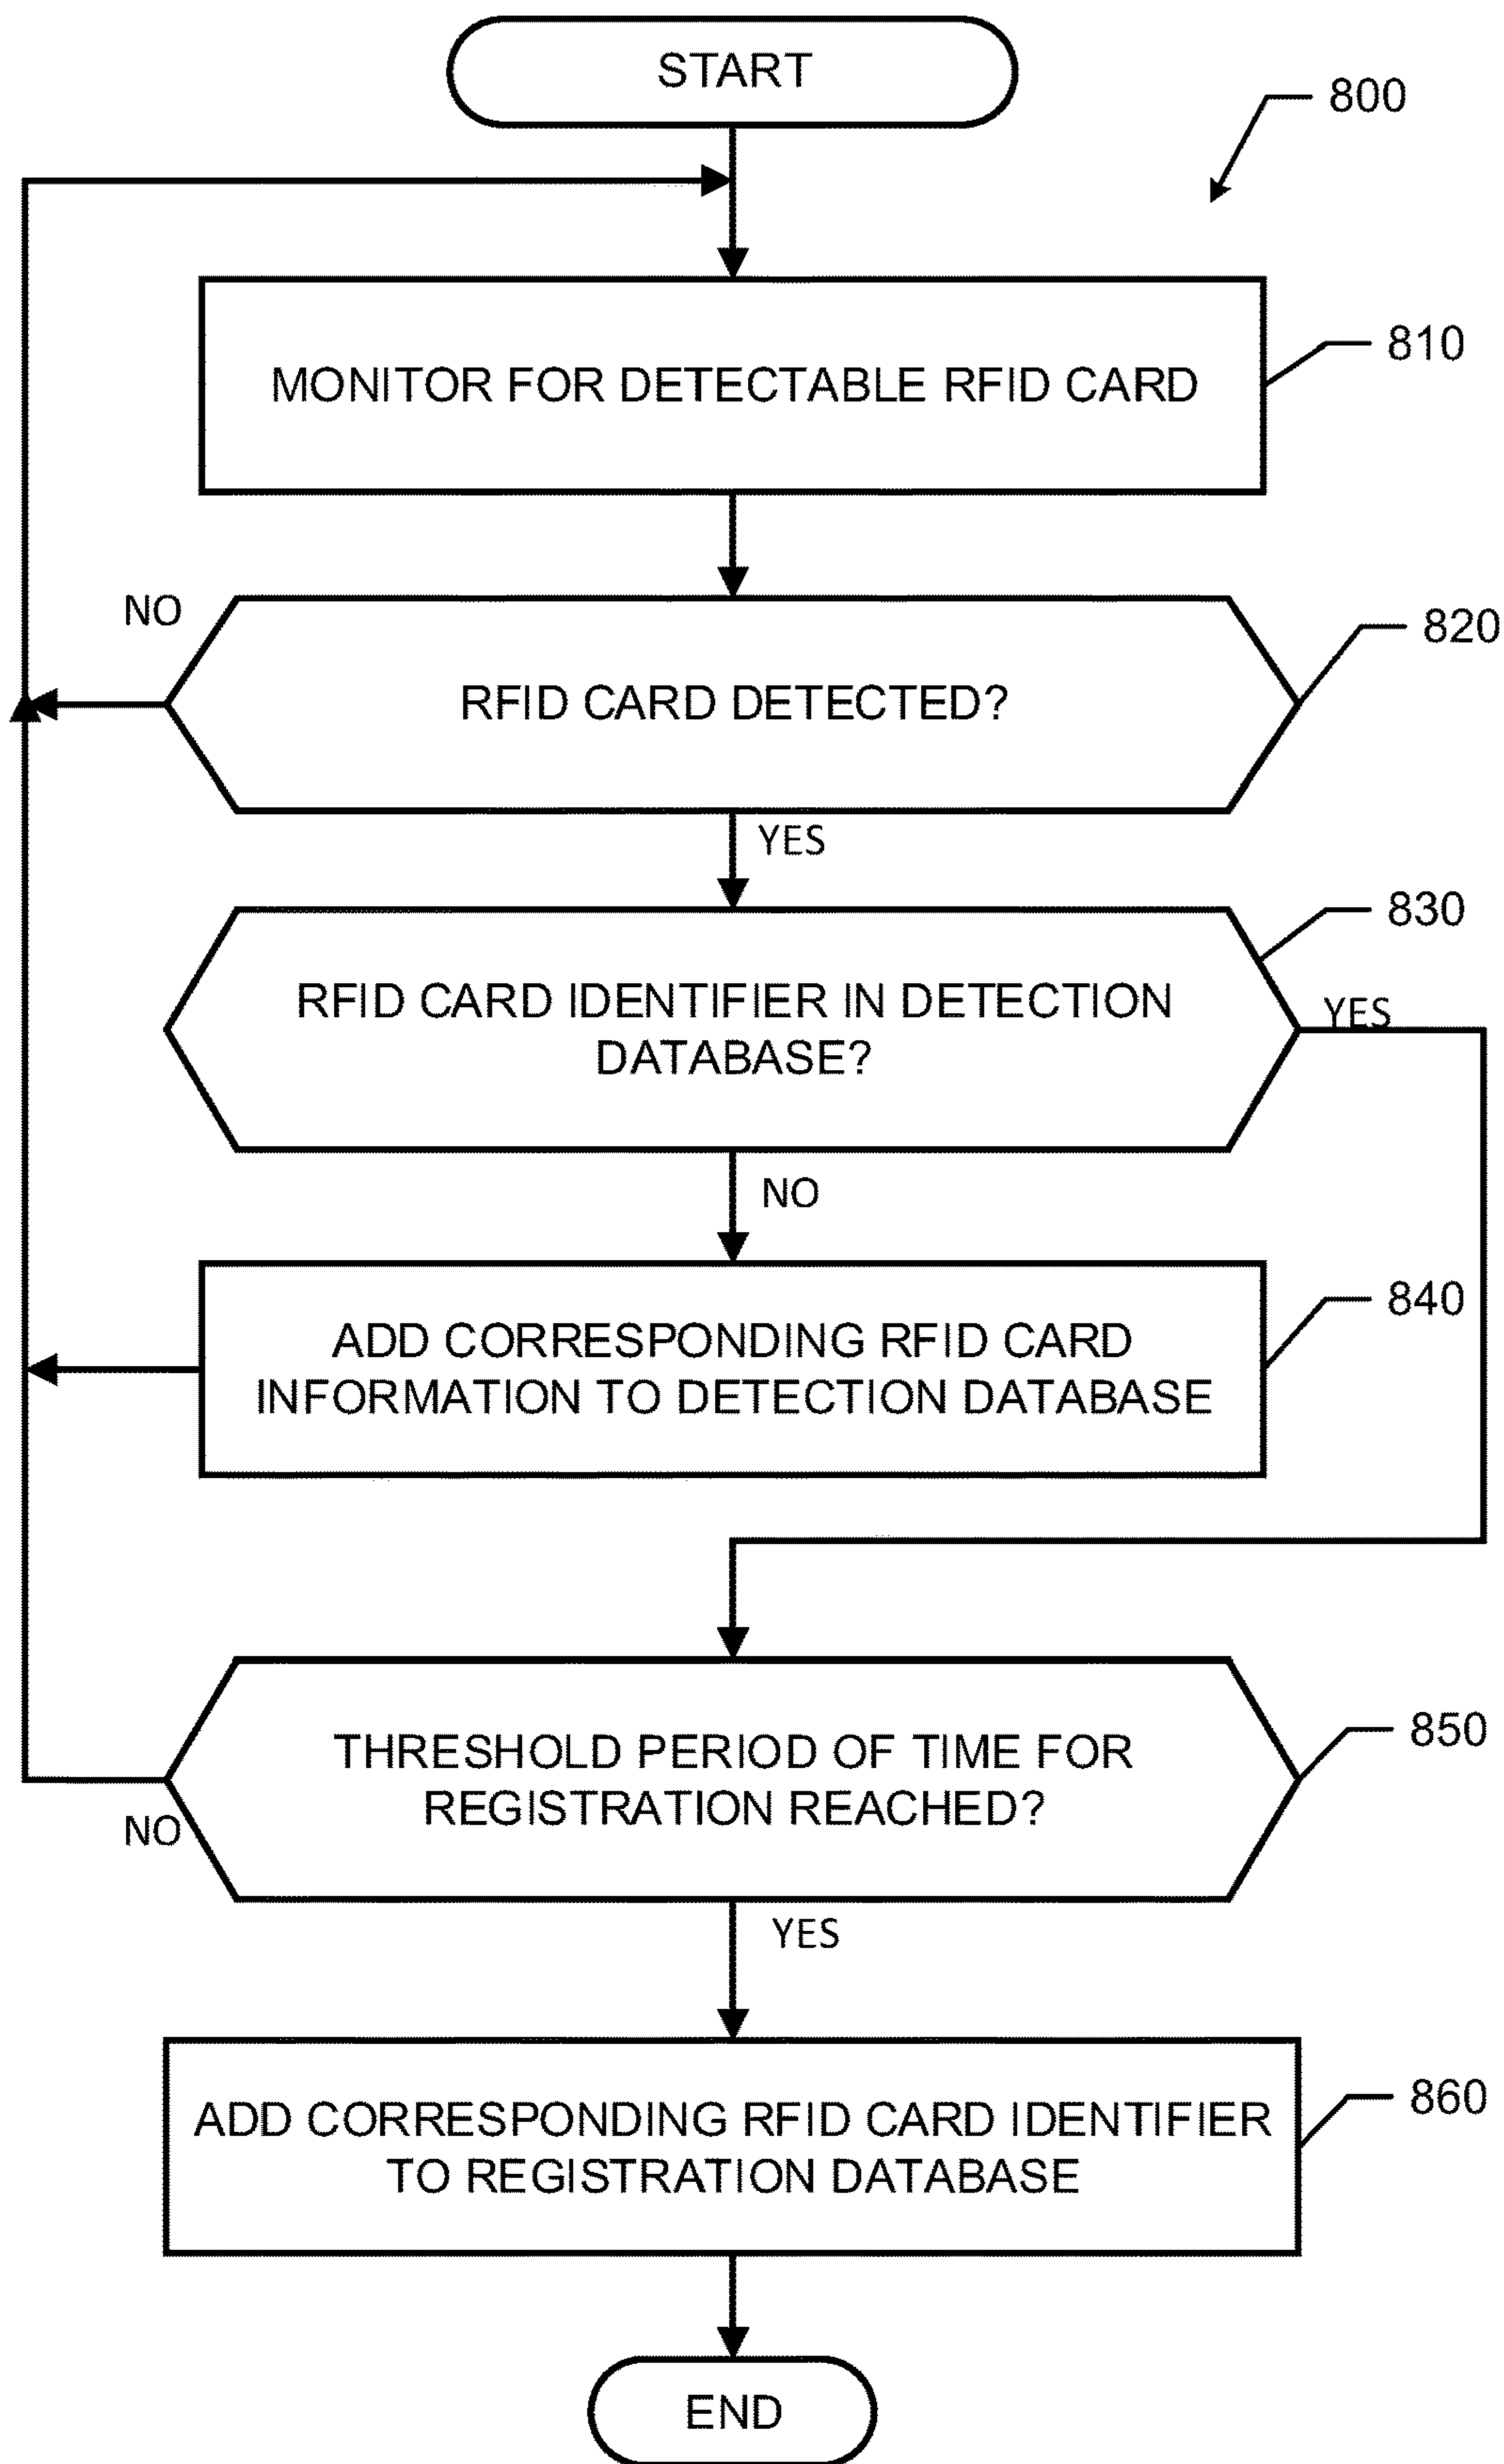 START
800
MONITOR FOR DETECTABLE RFID CARD
810
NO
RFID CARD DETECTED?
820
YES
830
RFID CARD IDENTIFIER IN DETECTION
DATABASE?
YES
NO
840
ADD CORRESPONDING RFID CARD
INFORMATION TO DETECTION DATABASE
THRESHOLD PERIOD OF TIME FOR
REGISTRATION REACHED?
850
NO
YES
860
ADD CORRESPONDING RFID CARD IDENTIFIER
TO REGISTRATION DATABASE
END